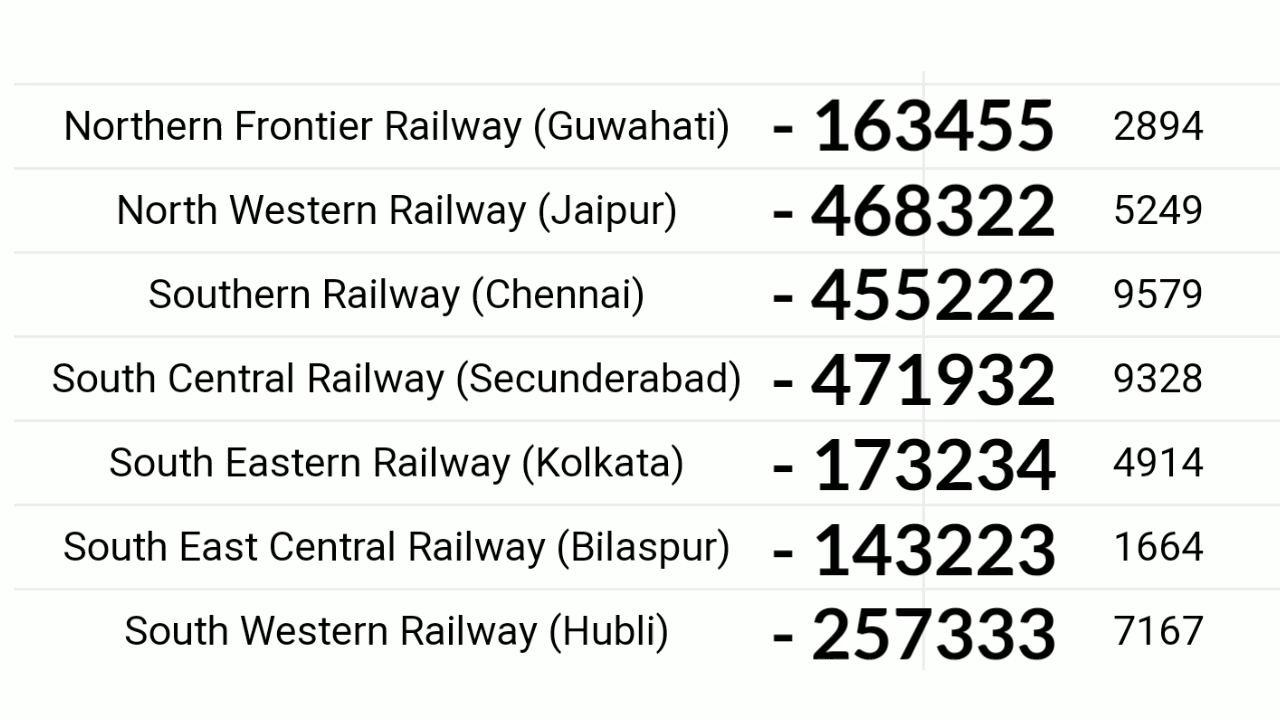 Northern Frontier Railway (Guwahati) - 163455 2894
North Western Railway (Jaipur) - 468322 5249
Southern Railway (Chennai) - 455222 9579
South Central Railway (Secunderabad) - 471932 9328
South Eastern Railway (Kolkata) - 173234 4914
South East Central Railway (Bilaspur) - 143223 1664
South Western Railway (Hubli) - 257333 7167